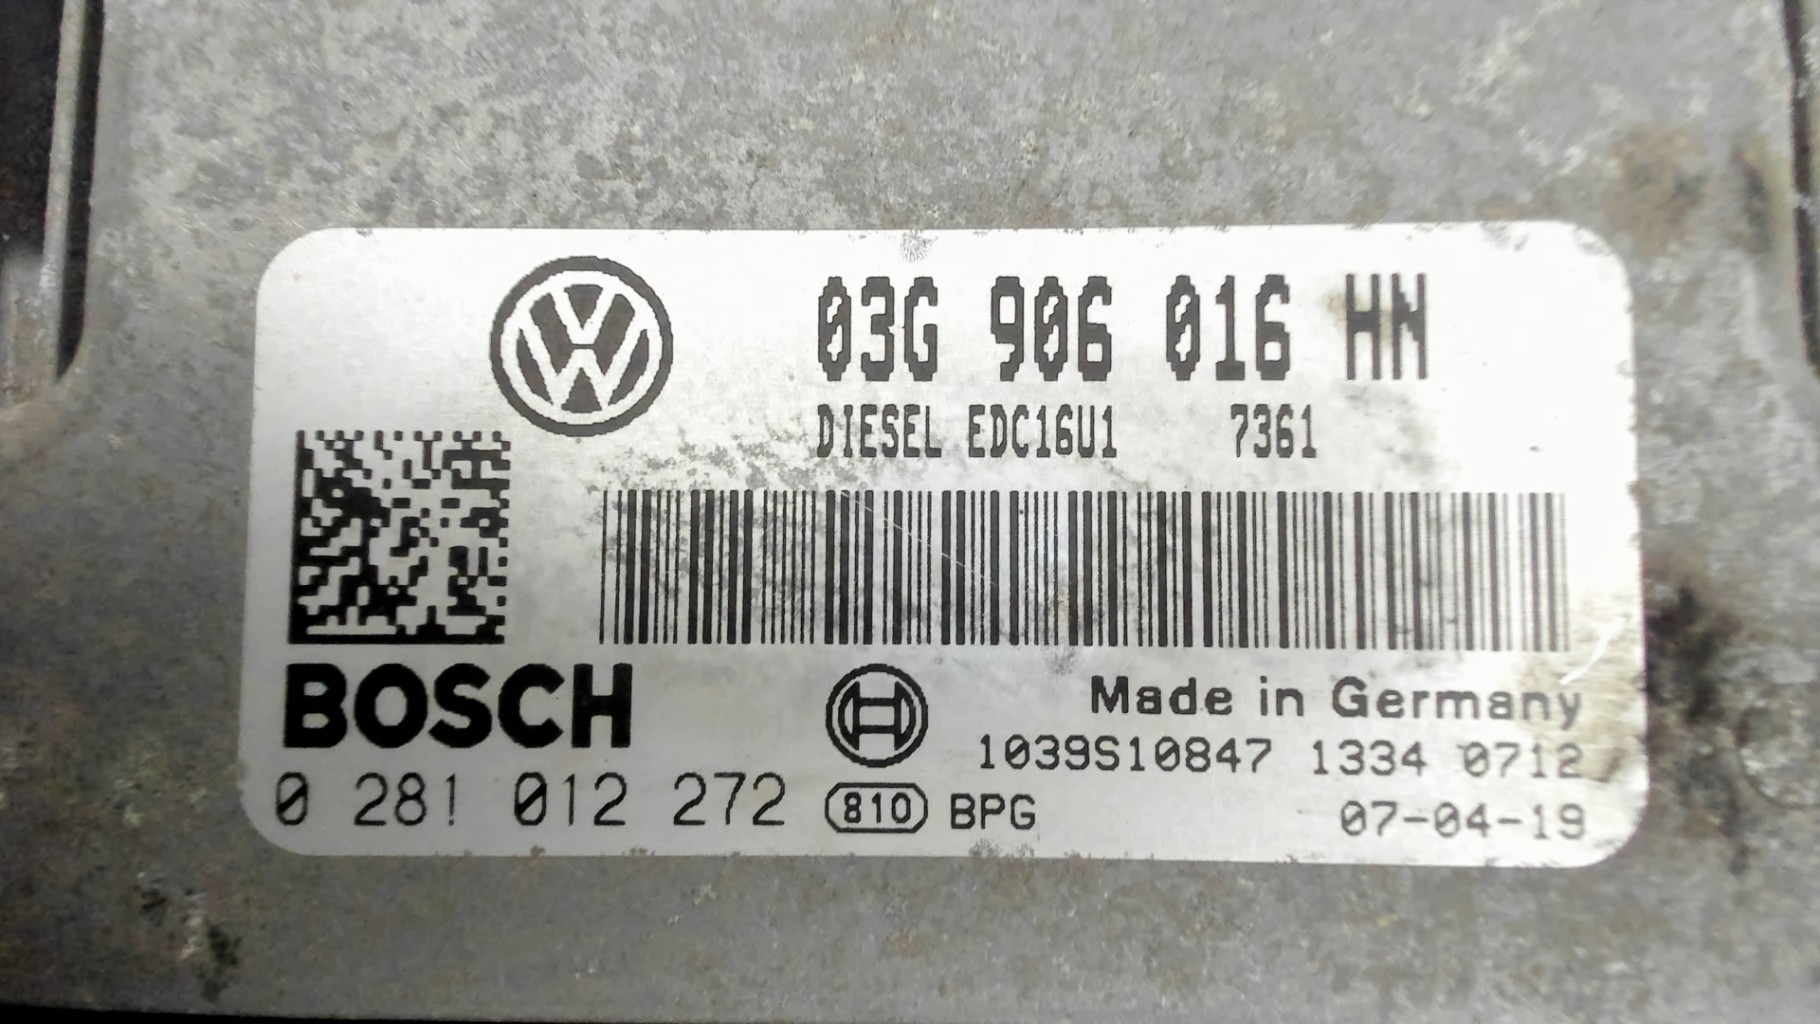 03G 906 016 HN
DIESEL EDC16U1 7361
BOSCH
Made in Germany
1039S10847 1334 0712
0 281 012 272 810 BPG 07-04-19